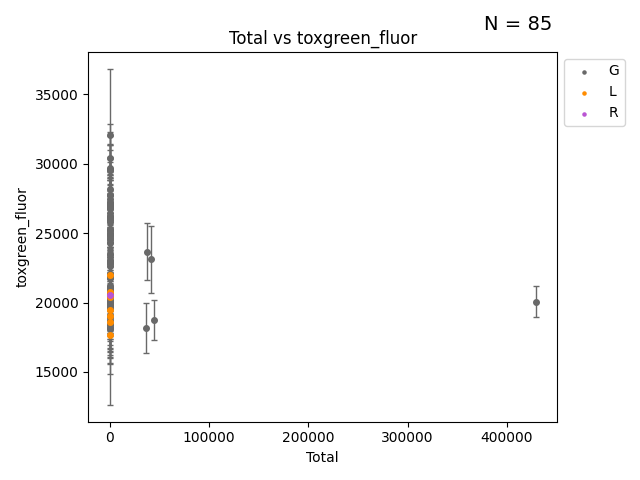 N = 85
Total vs toxgreen_fluor
G
L
R
35000
30000
25000
20000
15000
toxgreen_fluor
0
100000
200000
300000
400000
Total